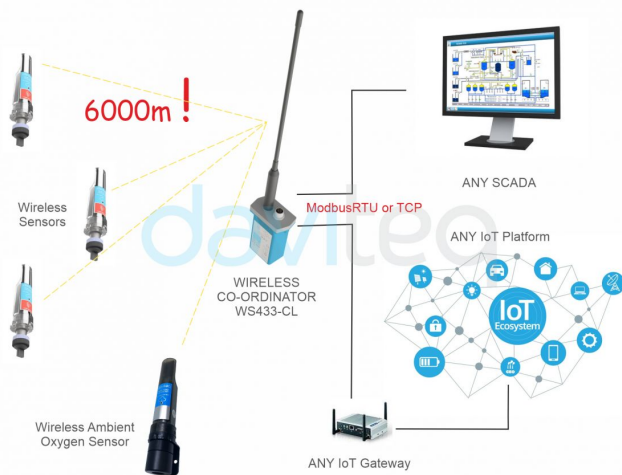 6000m !
Wireless
Sensors
ModbusRTU or TCP
ANY SCADA
ANY IoT Platform
daviteq
WIRELESS
CO-ORDINATOR
WS433-CL
IoT
Ecosystem
Wireless Ambient
Oxygen Sensor
ANY IoT Gateway